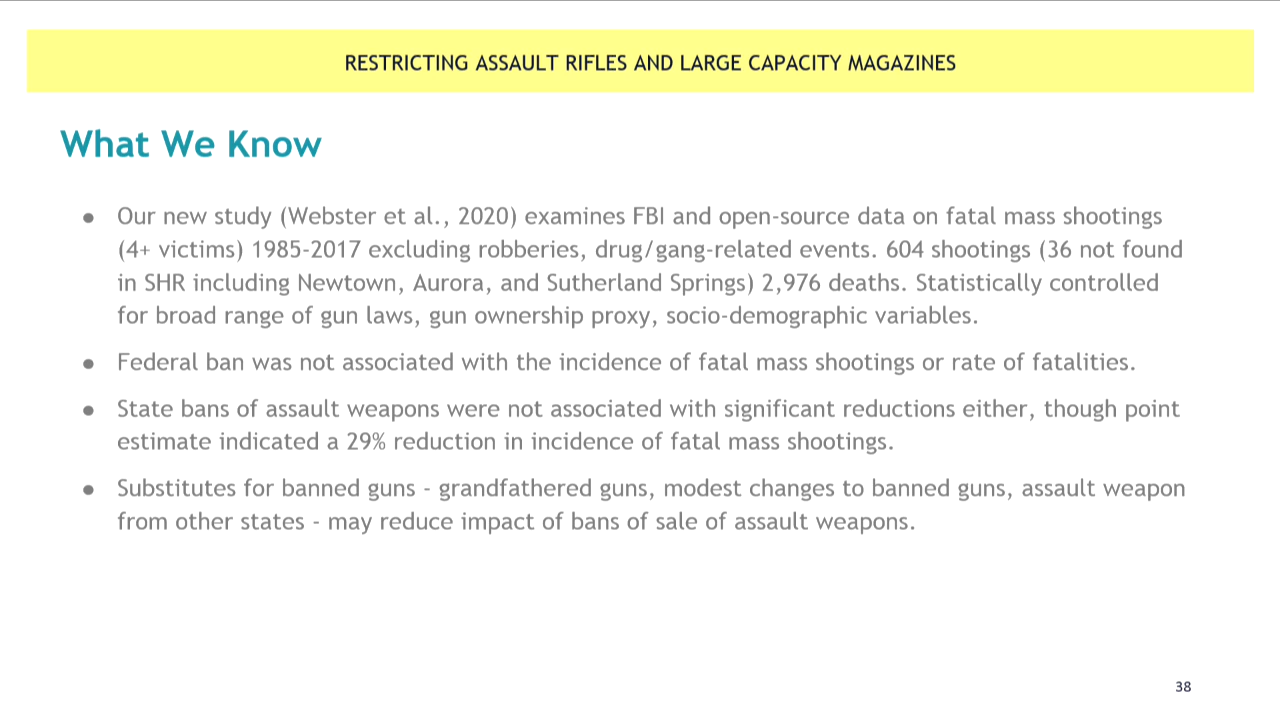 RESTRICTING ASSAULT RIFLES AND LARGE CAPACITY MAGAZINES
What We Know
● Our new study (Webster et al., 2020) examines FBI and open-source data on fatal mass shootings
(4+ victims) 1985-2017 excluding robberies, drug/gang-related events. 604 shootings (36 not found
in SHR including Newtown, Aurora, and Sutherland Springs) 2,976 deaths. Statistically controlled
for broad range of gun laws, gun ownership proxy, socio-demographic variables.
● Federal ban was not associated with the incidence of fatal mass shootings or rate of fatalities.
● State bans of assault weapons were not associated with significant reductions either, though point
estimate indicated a 29% reduction in incidence of fatal mass shootings.
● Substitutes for banned guns - grandfathered guns, modest changes to banned guns, assault weapon
from other states - may reduce impact of bans of sale of assault weapons.
38